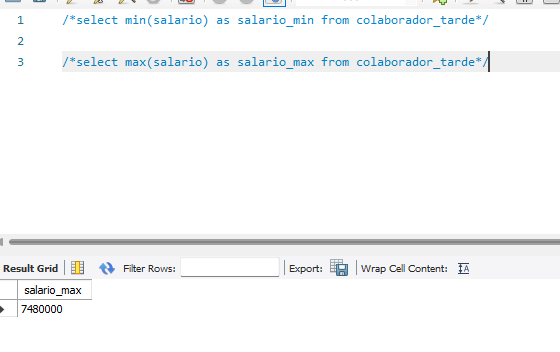 1 /*select min(salario) as salario_min from colaborador_tarde*/
2
3 /*select max(salario) as salario_max from colaborador_tarde*/
Result Grid Filter Rows: Export: Wrap Cell Content:
salario_max
7480000